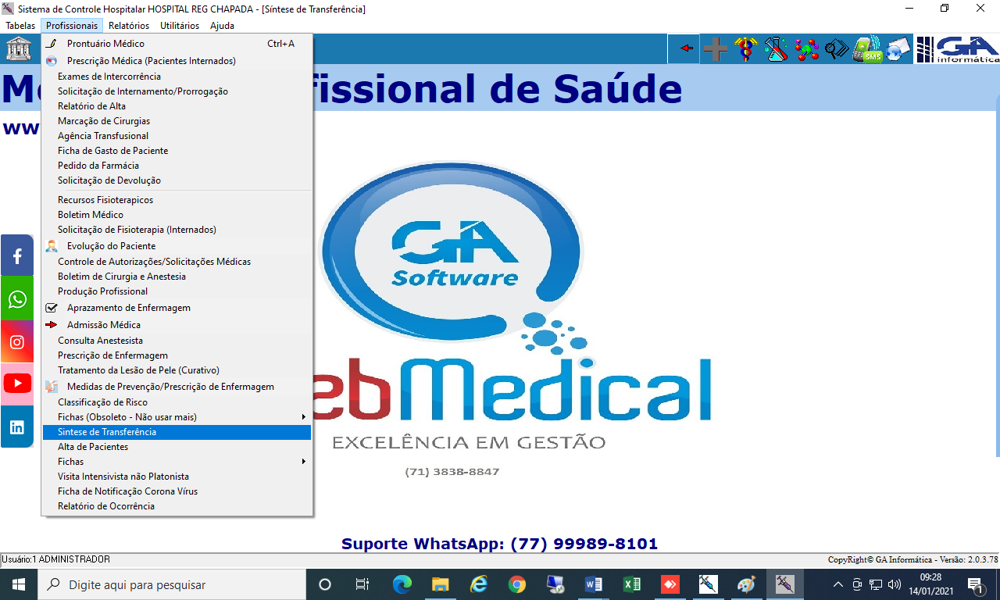 Sistema de Controle Hospitalar HOSPITAL REG CHAPADA - [Síntese de Transferência]
Tabelas Profissionais Relatórios Utilitários Ajuda
Prontuário Médico Ctrl+A
Prescrição Médica (Pacientes Internados)
Exames de Intercorrência
Solicitação de Internamento/Prorrogação
Relatório de Alta
Marcação de Cirurgias
Agência Transfusional
Ficha de Gasto de Paciente
Pedido da Farmácia
Solicitação de Devolução
Recursos Fisioterapicos
Boletim Médico
Solicitação de Fisioterapia (Internados)
Evolução do Paciente
Controle de Autorizações/Solicitações Médicas
Boletim de Cirurgia e Anestesia
Produção Profissional
Aprazamento de Enfermagem
Admissão Médica
Consulta Anestesista
Prescrição de Enfermagem
Tratamento da Lesão de Pele (Curativo)
Medidas de Prevenção/Prescrição de Enfermagem
Classificação de Risco
Fichas (Obsoleto - Não usar mais)
Sintese de Transferência
Alta de Pacientes
Fichas
Visita Intensivista não Platonista
Ficha de Notificação Corona Vírus
Relatório de Ocorrência
SMS
GA
informática
M fissional de Saúde
ww
GA
Software
ebMedical
EXCELÊNCIA EM GESTÃO
(71) 3838-8847
Suporte WhatsApp: (77) 99989-8101
Usuário:1 ADMINISTRADOR
CopyRight© GA Informática - Versão: 2.0.3.78
Digite aqui para pesquisar
09:28
14/01/2021
1